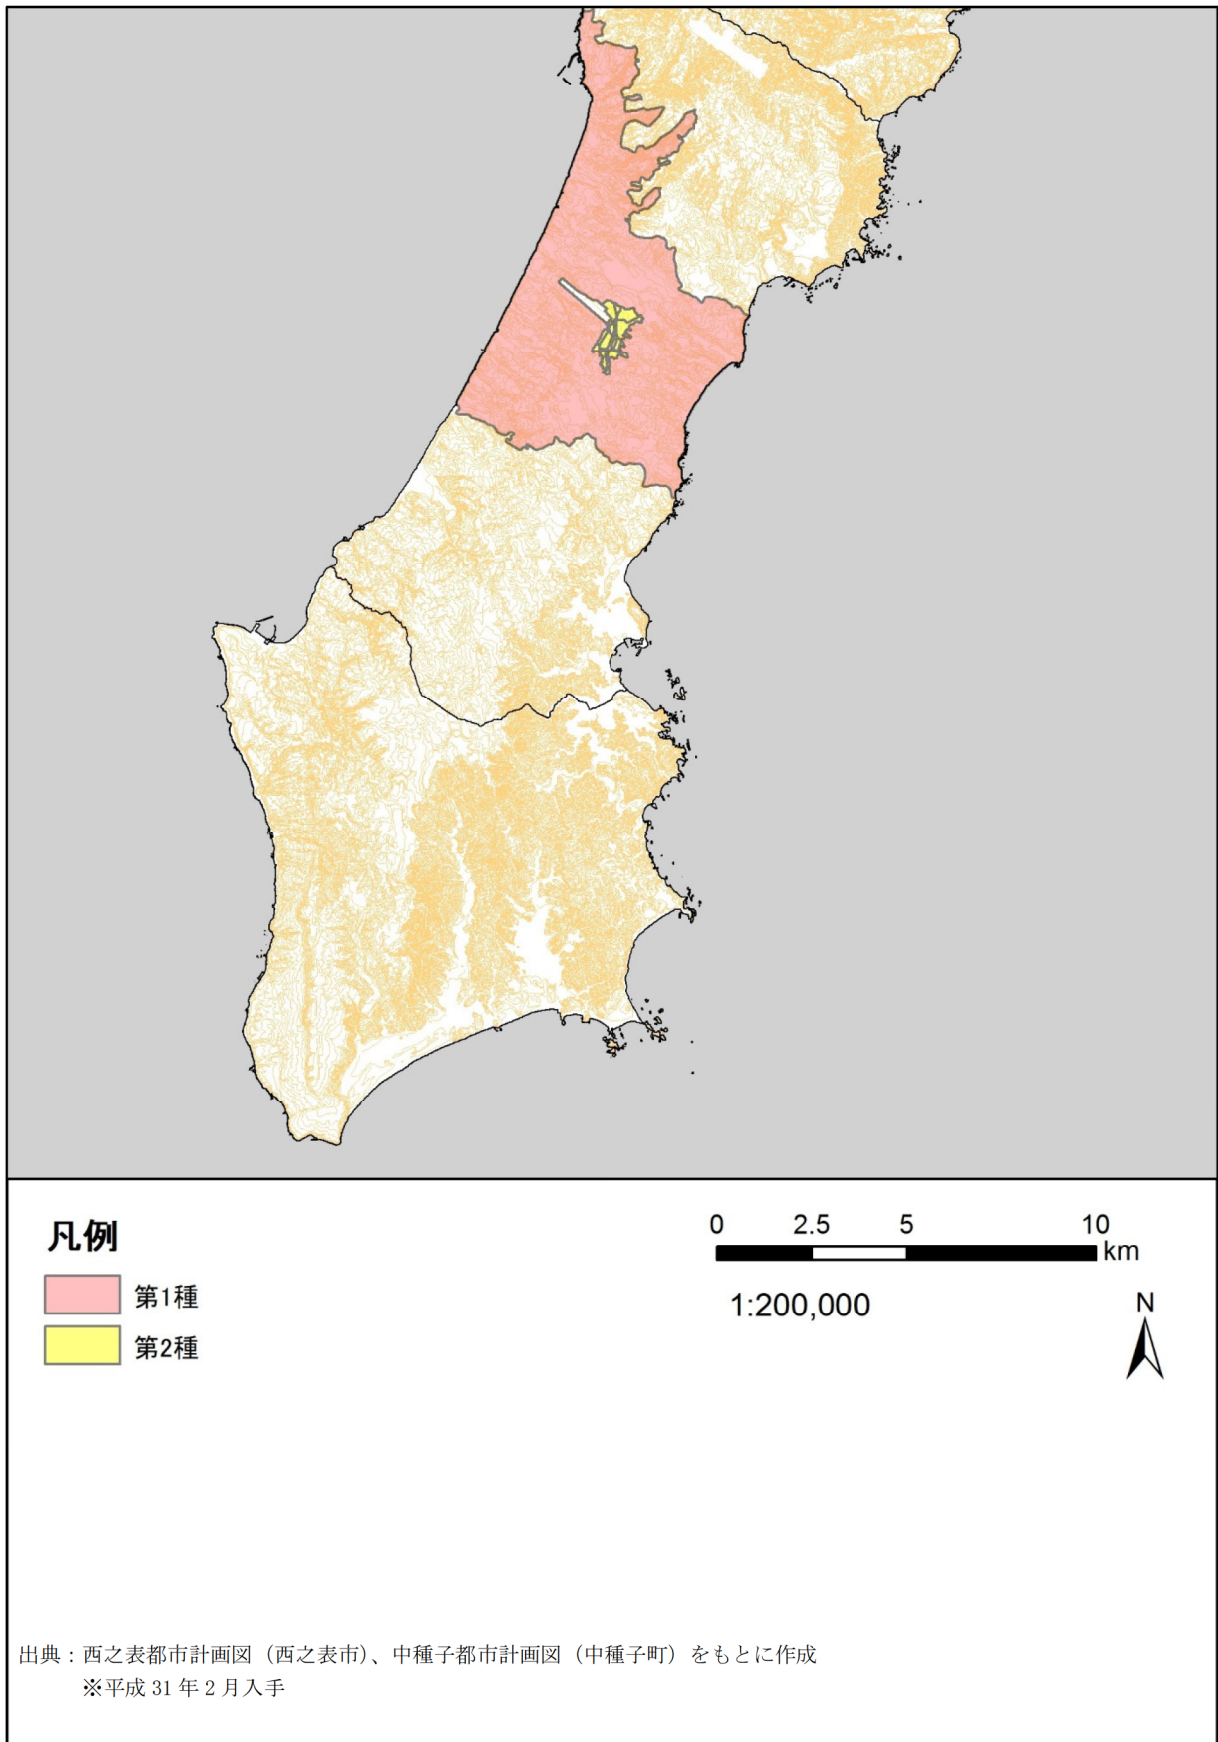 凡例
第1種
第2種
0 2.5 5 10
km
1:200,000
N
出典：西之表都市計画図（西之表市）、中種子都市計画図（中種子町）をもとに作成
※平成 31 年 2 月入手